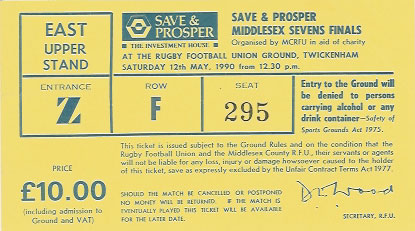 EAST
UPPER
STAND
SAVE &
PROSPER
THE INVESTMENT HOUSE
SAVE & PROSPER
MIDDLESEX SEVENS FINALS
Organised by MCRFU in aid of charity
AT THE RUGBY FOOTBALL UNION GROUND, TWICKENHAM
SATURDAY 12th MAY, 1990 from 12.30 p.m.
ENTRANCE
Z
ROW
F
SEAT
295
Entry to the Ground will
be denied to persons
carrying alcohol or any
drink container—Safety of
Sports Grounds Act 1975.
This ticket is issued subject to the Ground Rules and on the condition that the
Rugby Football Union and the Middlesex County R.F.U., their servants or agents
will not be liable for any loss, injury or damage howsoever caused to the holder
of this ticket, save as expressly excluded by the Unfair Contract Terms Act 1977.
PRICE
£10.00
(including admission to
Ground and VAT)
SHOULD THE MATCH BE CANCELLED OR POSTPONED
NO MONEY WILL BE RETURNED. IF THE MATCH IS
EVENTUALLY PLAYED THIS TICKET WILL BE AVAILABLE
FOR THE LATER DATE.
SECRETARY, R.F.U.